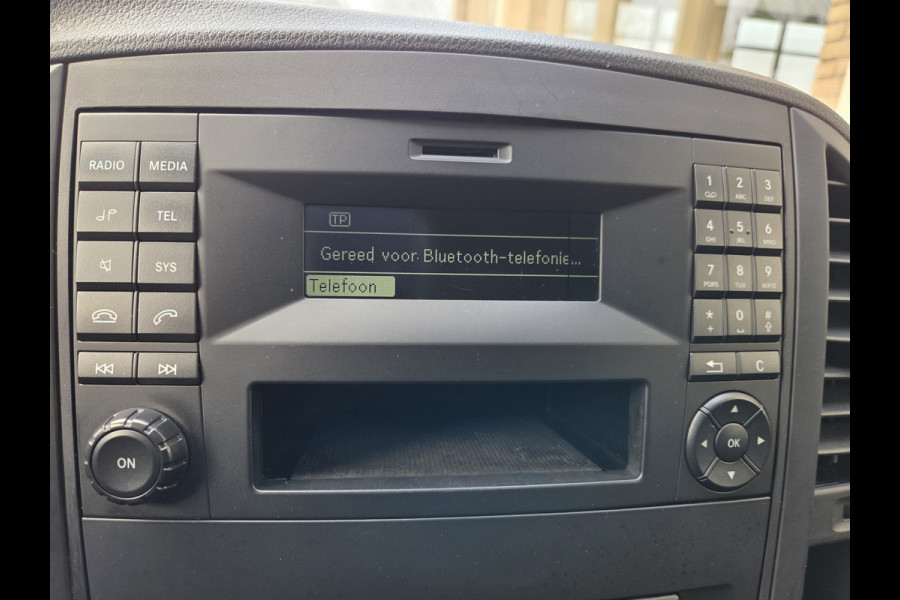 RADIO MEDIA
TEL
SYS
ON
TP
Gereed voor Bluetooth-telefonie...
Telefoon
1 2 ABC 3 DEF
4 GHI 5 JKL 6 MNO
7 PQRS 8 TUV 9 WXYZ
* + 0 #
C
OK